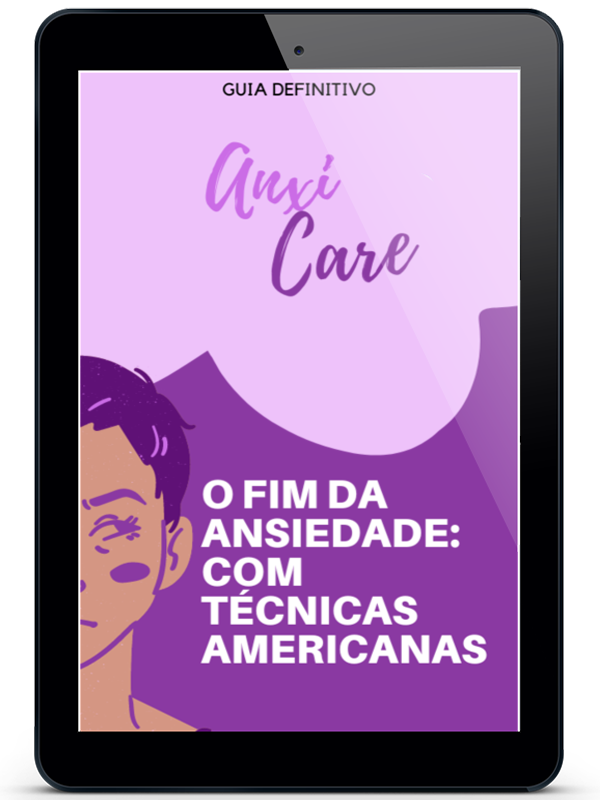 GUIA DEFINITIVO
Anxi
Care
O FIM DA
ANSIEDADE:
COM
TÉCNICAS
AMERICANAS